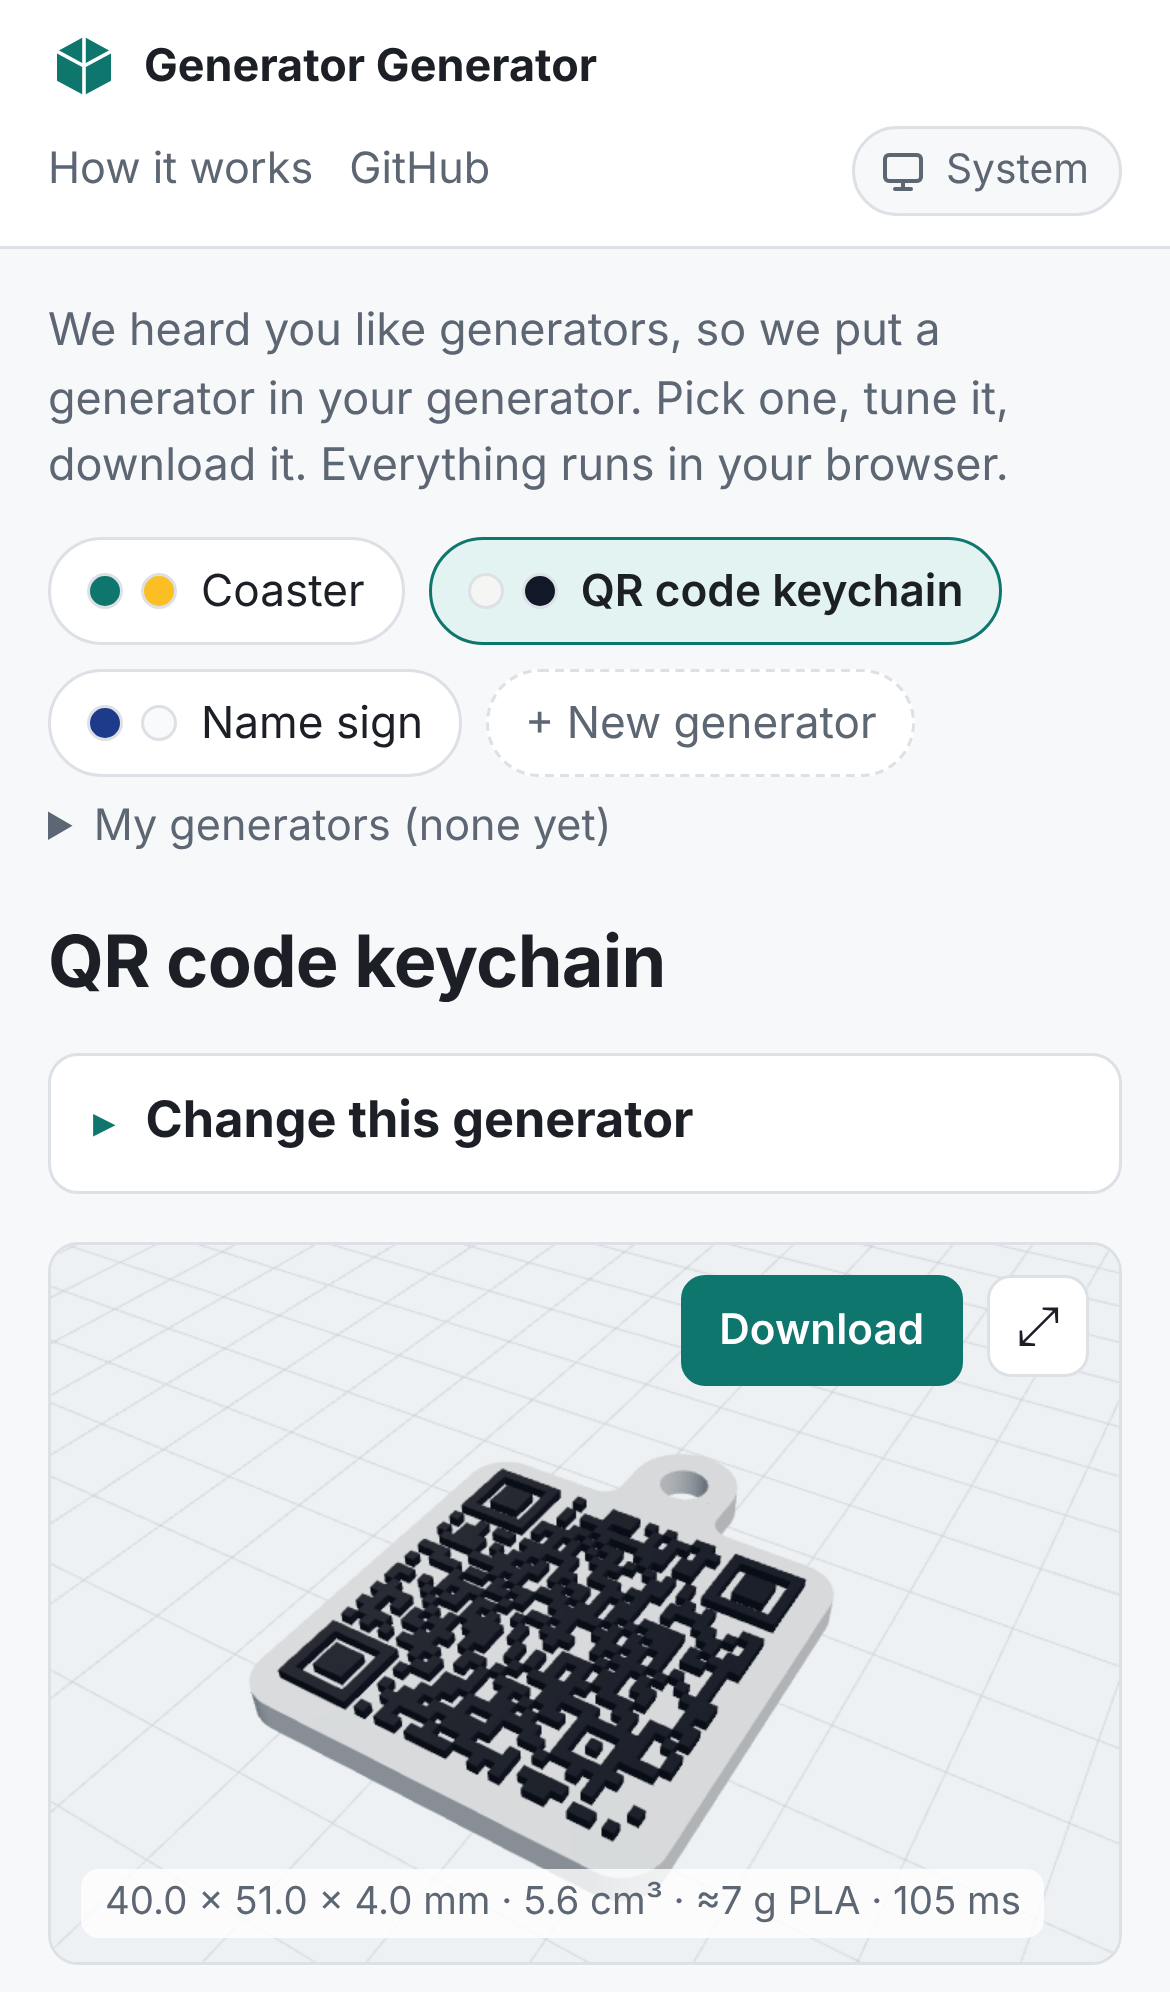 Generator Generator
How it works GitHub System
We heard you like generators, so we put a
generator in your generator. Pick one, tune it,
download it. Everything runs in your browser.
Coaster QR code keychain
Name sign + New generator
▶ My generators (none yet)
QR code keychain
▸ Change this generator
Download
40.0 × 51.0 × 4.0 mm · 5.6 cm³ · ≈7 g PLA · 105 ms